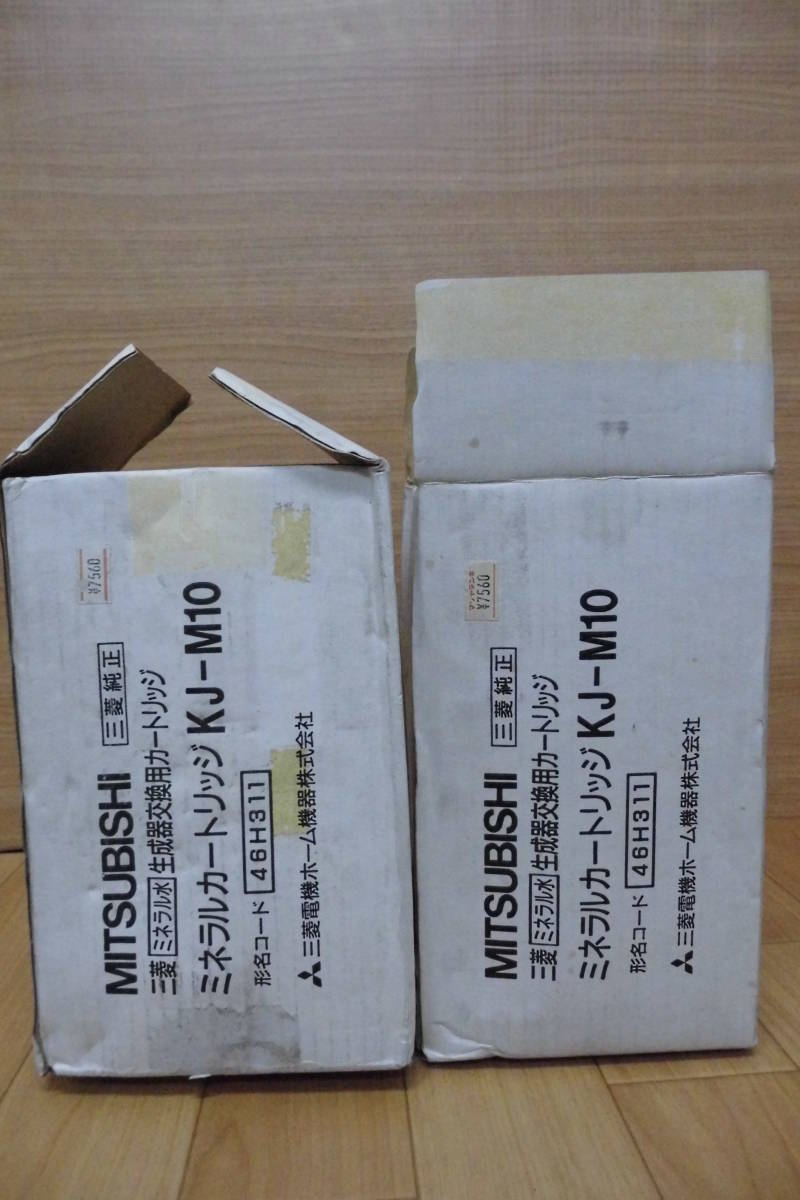 ¥7560
MITSUBISHI 三菱純正
三菱 ミネラル水 生成器交換用カートリッジ
ミネラルカートリッジ KJ-M10
形名コード 46H311
三菱電機ホーム機器株式会社
¥7560
MITSUBISHI 三菱純正
三菱 ミネラル水 生成器交換用カートリッジ
ミネラルカートリッジ KJ-M10
形名コード 46H311
三菱電機ホーム機器株式会社